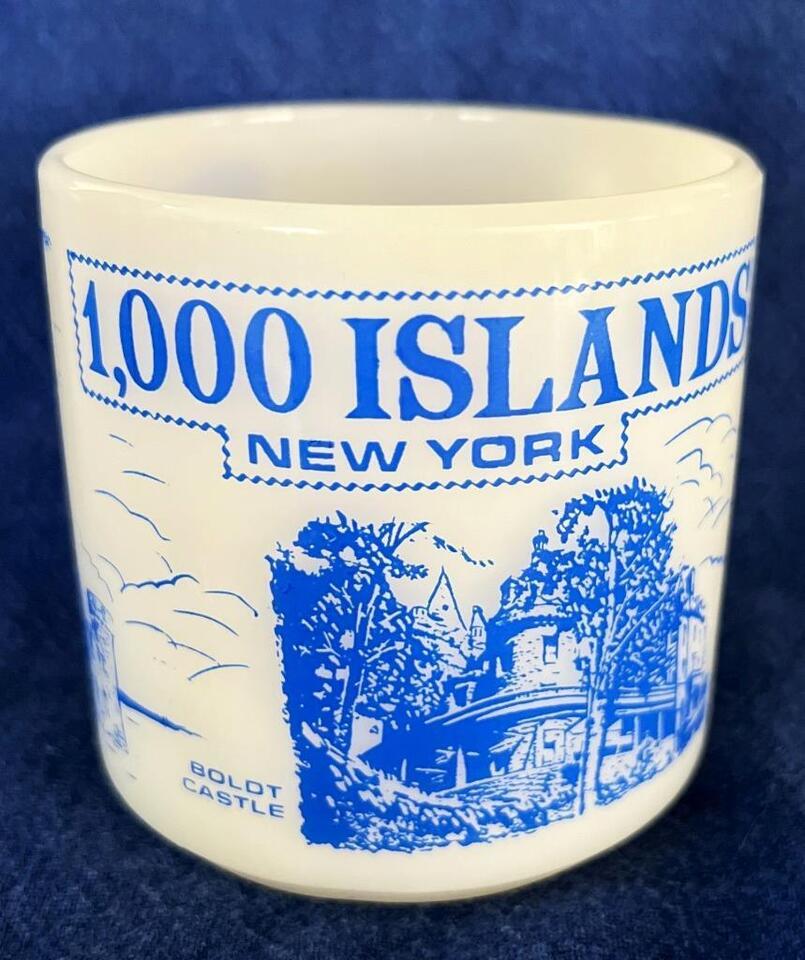 1,000 ISLANDS
NEW YORK
BOLDT
CASTLE